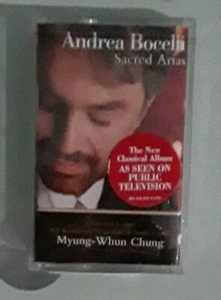 Andrea Bocelli
Sacred Arias
The New
Classical Album
AS SEEN ON
PUBLIC
TELEVISION
Myung-Whun Chung